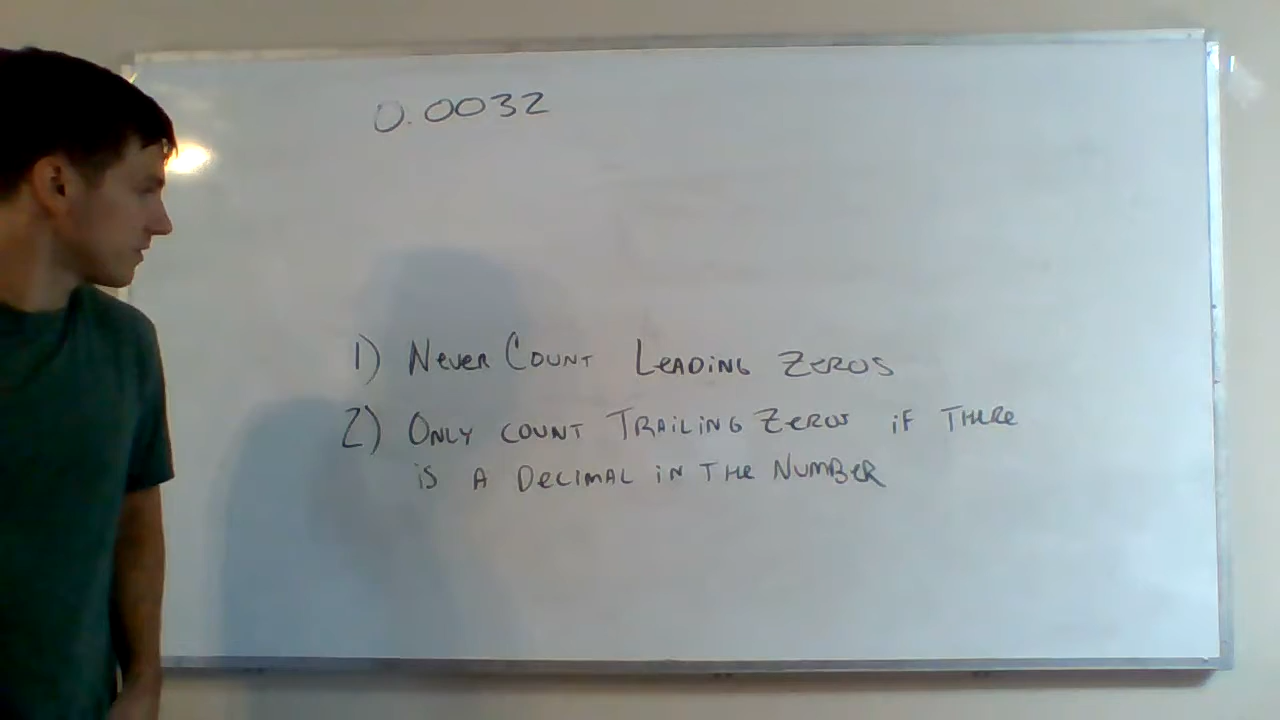 0.0032
1) Never Count Leading Zeros
2) Only count Trailing Zeros if There
is A Decimal in The Number